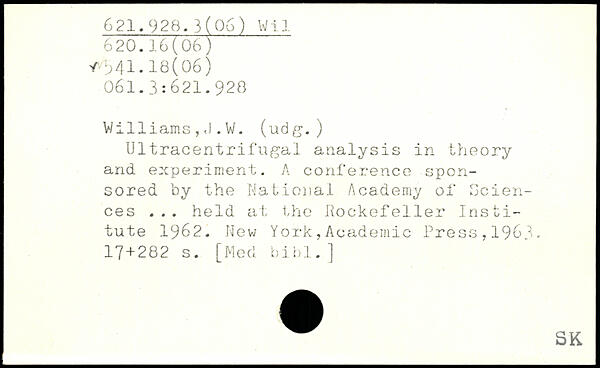 621.928.3(06) Wil
620.16(06)
541.18(06)
061.3:621.928
Williams,J.W. (udg.)
Ultracentrifugal analysis in theory
and experiment. A conference spon-
sored by the National Academy of Scien-
ces ... held at the Rockefeller Insti-
tute 1962. New York,Academic Press,1963.
17+282 s. [Med bibl.]
SK